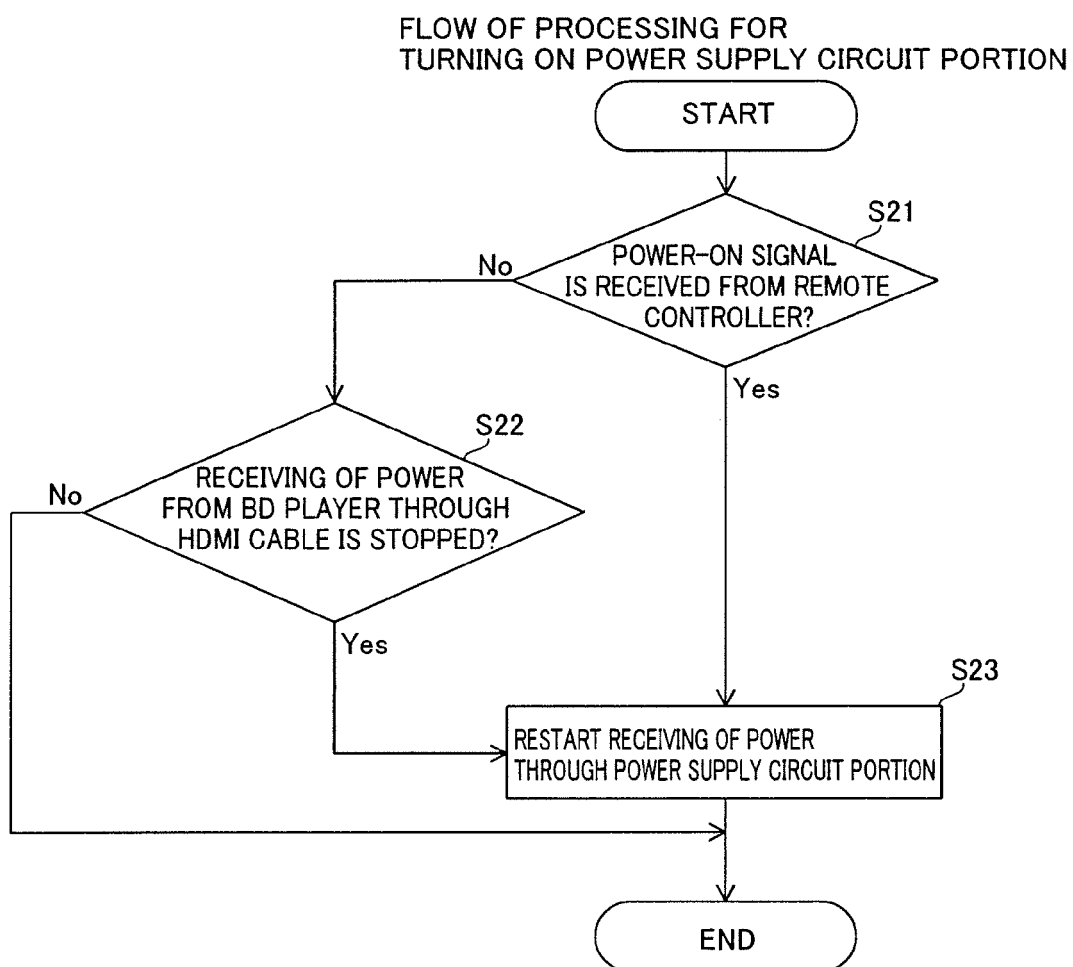 FLOW OF PROCESSING FOR
TURNING ON POWER SUPPLY CIRCUIT PORTION
START
S21
POWER-ON SIGNAL
IS RECEIVED FROM REMOTE
CONTROLLER?
No
Yes
S22
RECEIVING OF POWER
FROM BD PLAYER THROUGH
HDMI CABLE IS STOPPED?
No
Yes
S23
RESTART RECEIVING OF POWER
THROUGH POWER SUPPLY CIRCUIT PORTION
END